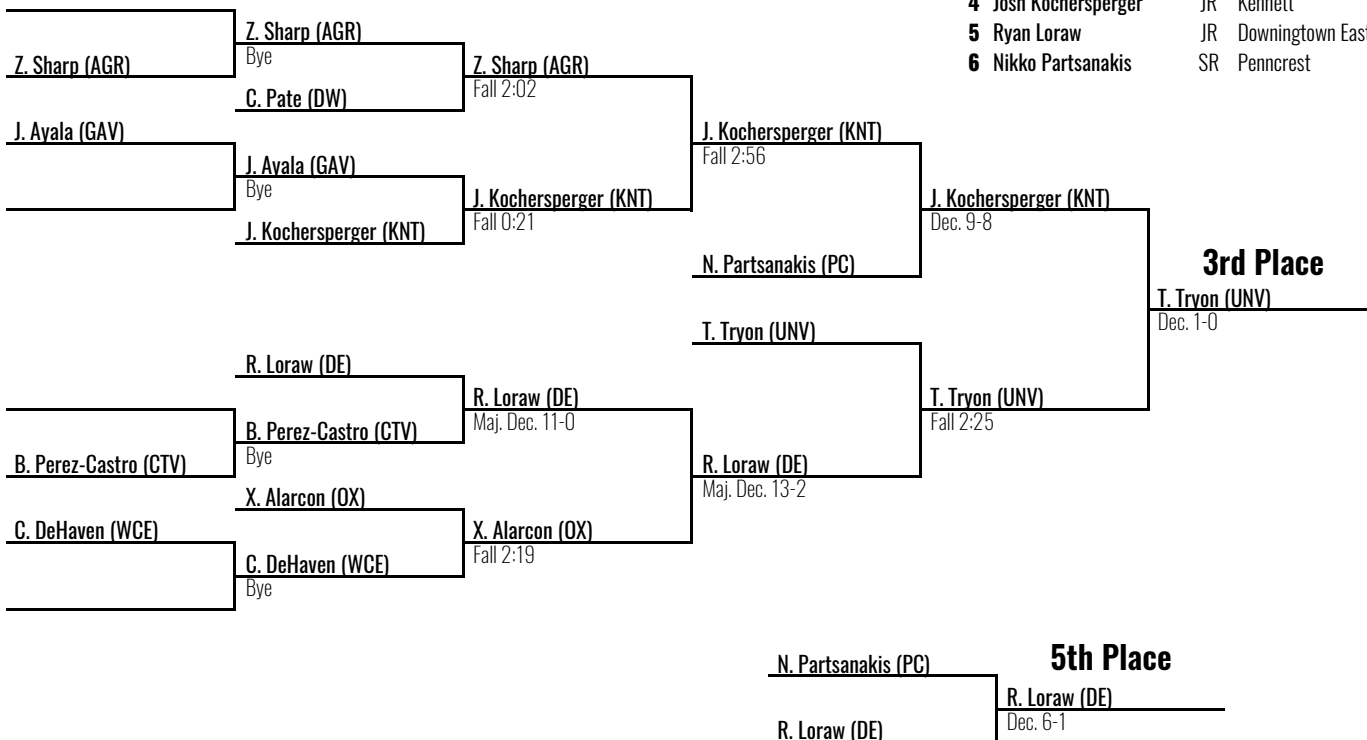 4 Josh Kochersperger JR Kennett
5 Ryan Loraw JR Downingtown East
6 Nikko Partsanakis SR Penncrest
Z. Sharp (AGR)
Bye
Z. Sharp (AGR)
Z. Sharp (AGR)
Fall 2:02
C. Pate (DW)
J. Ayala (GAV)
J. Kochersperger (KNT)
Fall 2:56
J. Ayala (GAV)
Bye
J. Kochersperger (KNT)
Fall 0:21
J. Kochersperger (KNT)
Dec. 9-8
J. Kochersperger (KNT)
N. Partsanakis (PC)
3rd Place
T. Tryon (UNV)
Dec. 1-0
T. Tryon (UNV)
R. Loraw (DE)
R. Loraw (DE)
Maj. Dec. 11-0
T. Tryon (UNV)
Fall 2:25
B. Perez-Castro (CTV)
Bye
B. Perez-Castro (CTV)
R. Loraw (DE)
Maj. Dec. 13-2
X. Alarcon (OX)
C. DeHaven (WCE)
X. Alarcon (OX)
Fall 2:19
C. DeHaven (WCE)
Bye
N. Partsanakis (PC)
5th Place
R. Loraw (DE)
Dec. 6-1
R. Loraw (DE)